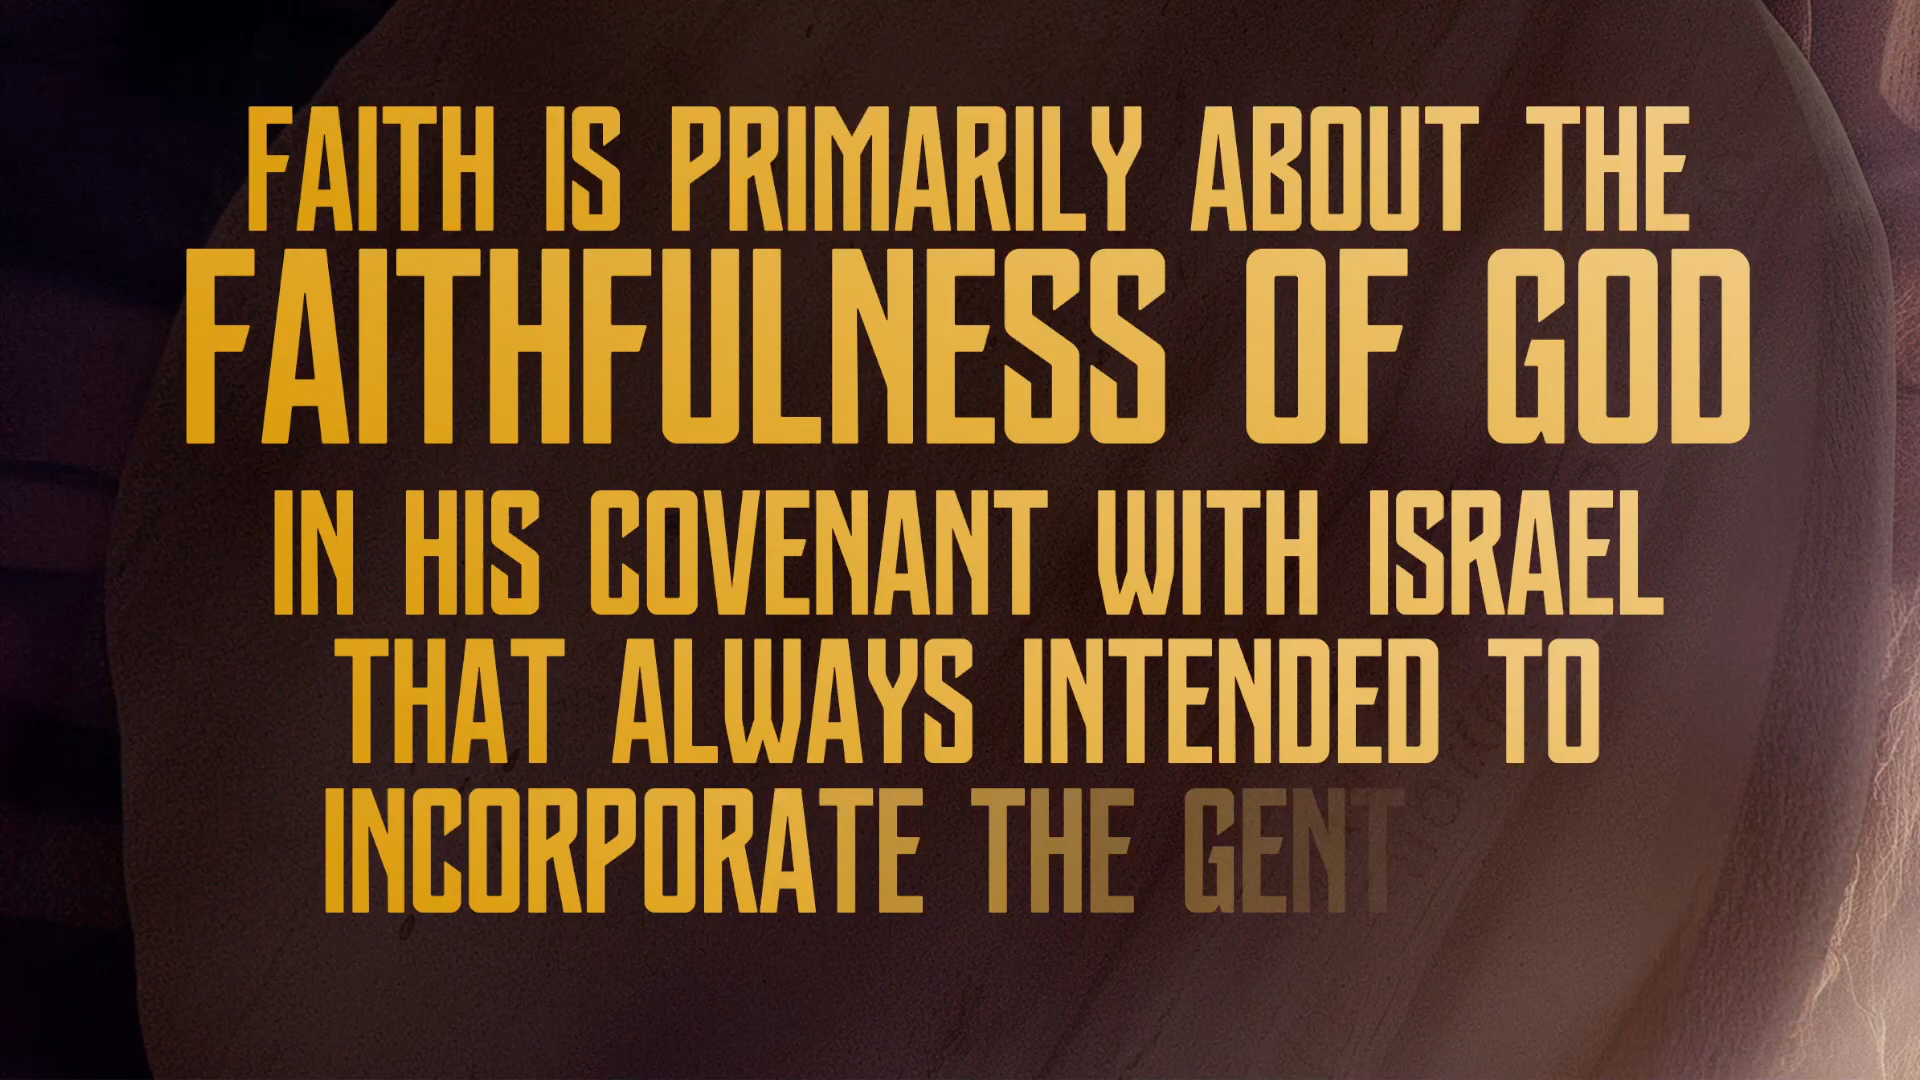 FAITH IS PRIMARILY ABOUT THE
FAITHFULNESS OF GOD
IN HIS COVENANT WITH ISRAEL
THAT ALWAYS INTENDED TO
INCORPORATE THE GENT